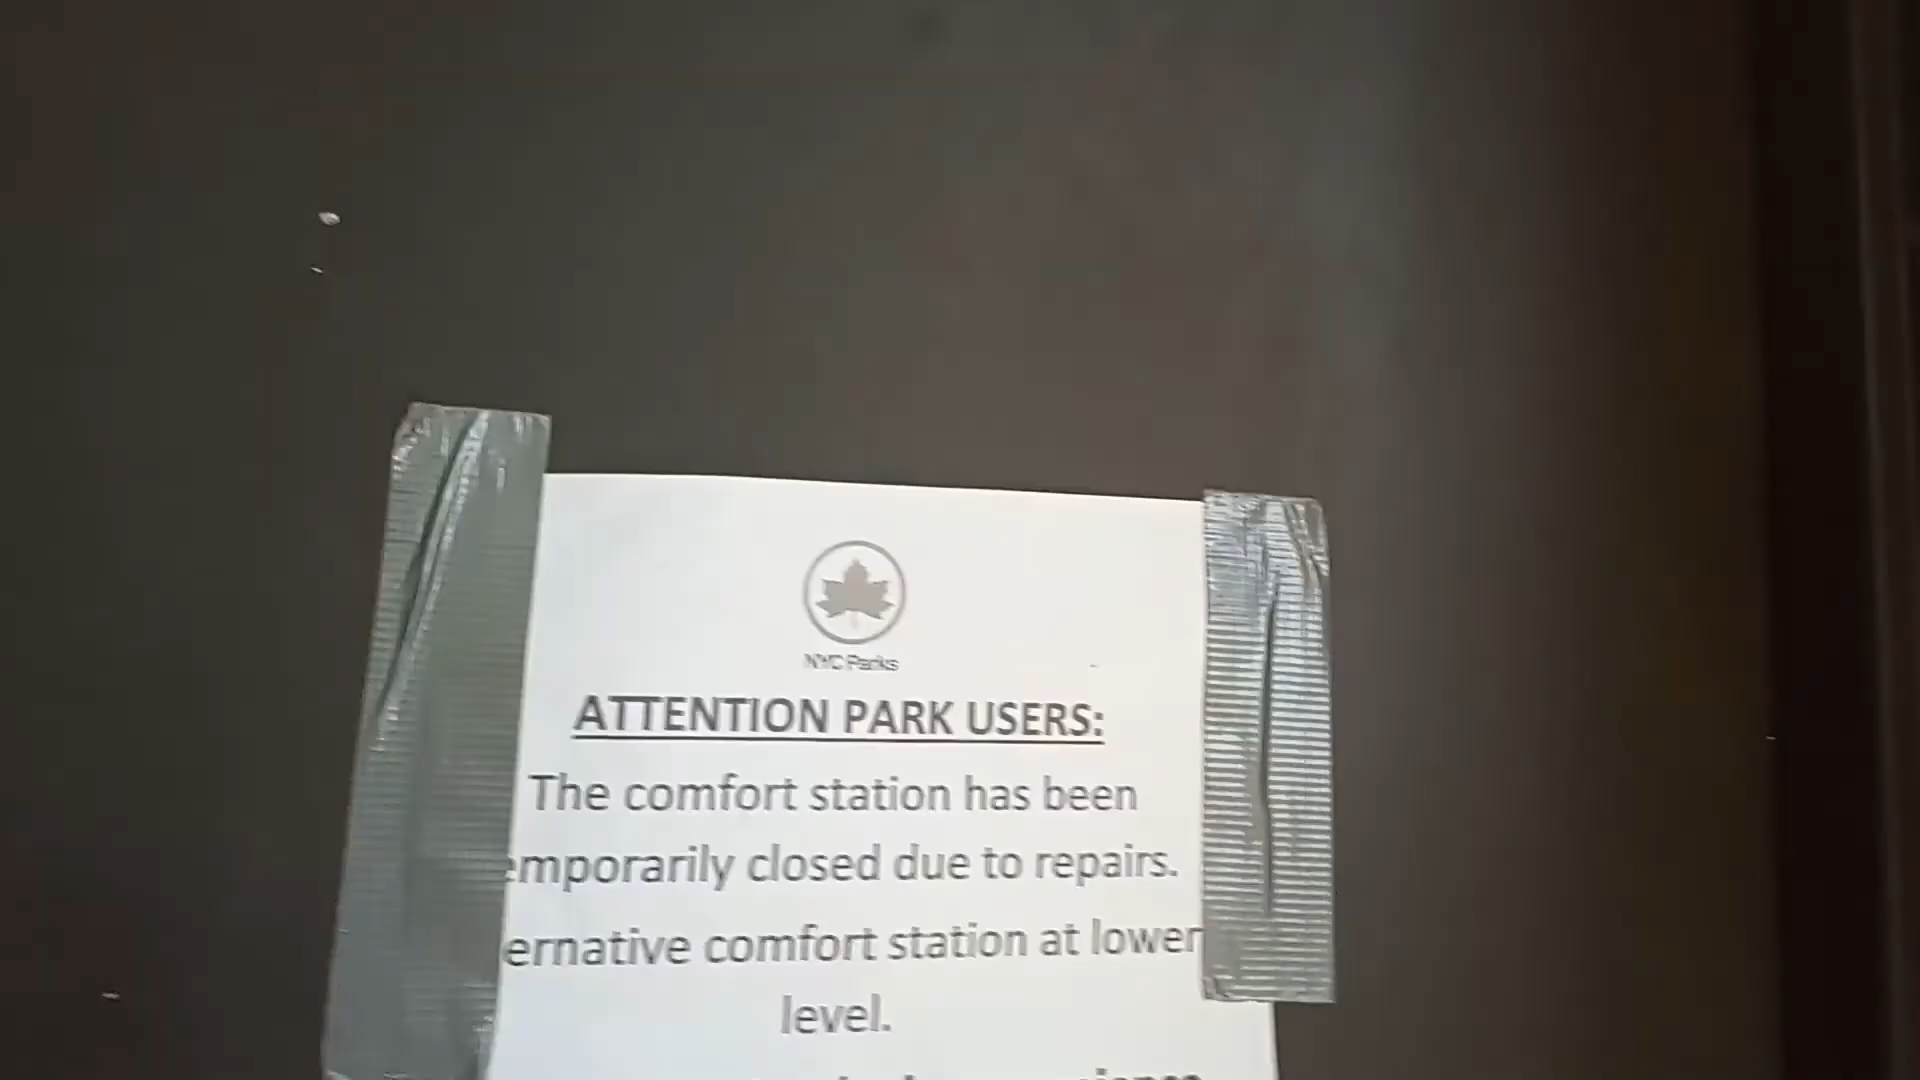 NYC Parks
ATTENTION PARK USERS:
The comfort station has been
emporarily closed due to repairs.
ernative comfort station at lower
level.